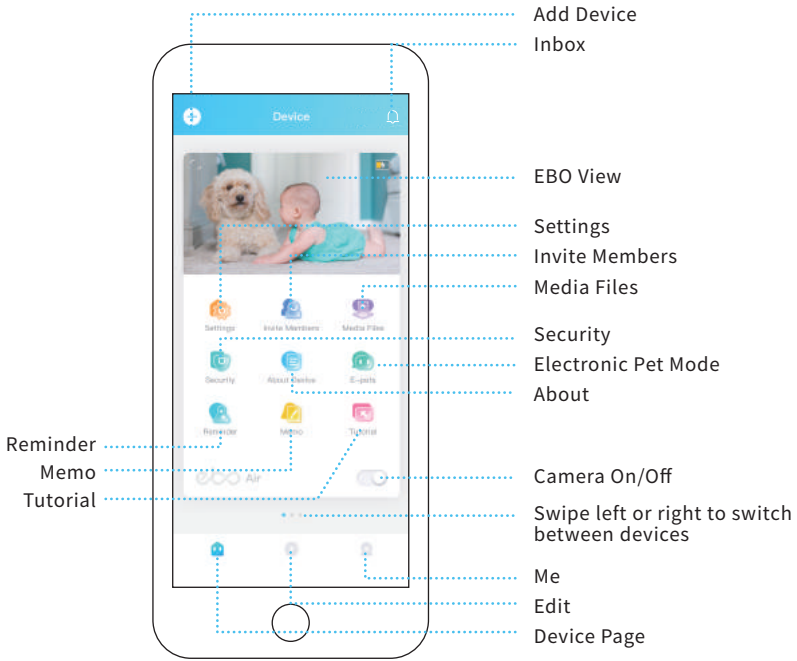 Add Device
Inbox
Device
EBO View
Settings
Invite Members
Media Files
Settings
Invite Members
Media Files
Security
Electronic Pet Mode
About
Security
About Device
E-pets
Reminder
Memo
Tutorial
Reminder
Memo
Tutorial
ebo Air
Camera On/Off
Swipe left or right to switch
between devices
Me
Edit
Device Page